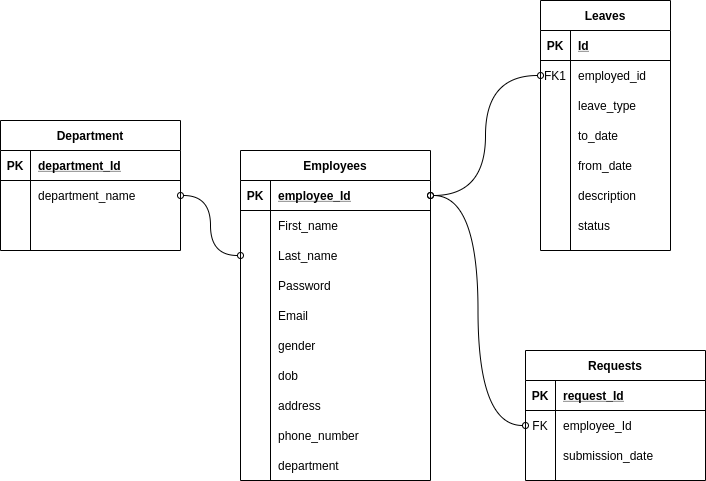 Leaves
PK Id
FK1 employed_id
leave_type
to_date
from_date
description
status
Department
PK department_Id
department_name
Employees
PK employee_Id
First_name
Last_name
Password
Email
gender
dob
address
phone_number
department
Requests
PK request_Id
FK employee_Id
submission_date